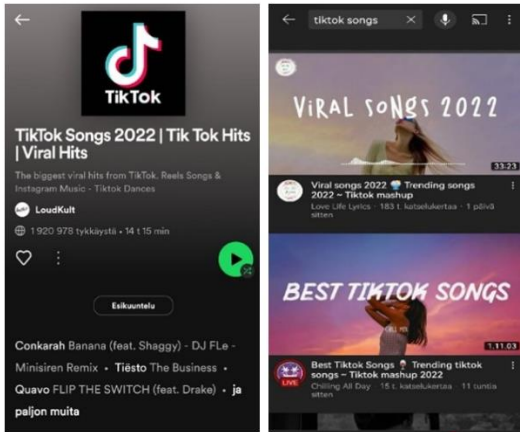 TikTok
TikTok Songs 2022 | Tik Tok Hits
| Viral Hits
The biggest viral hits from TikTok, Reels Songs &
Instagram Music - Tiktok Dances
LoudKult
1 920 978 tykkäystä • 14 t 15 min
Esikuuntelu
Conkarah Banana (feat. Shaggy) - DJ FLe -
Minisiren Remix • Tiësto The Business •
Quavo FLIP THE SWITCH (feat. Drake) • ja
paljon muita
tiktok songs
ViRAL SONGS 2022
33:23
Viral songs 2022 Trending songs
2022 ~ Tiktok mashup
Love Life Lyrics · 183 t. katselukertaa · 1 päivä
sitten
BEST TIKTOK SONGS
1.11.03
Best Tiktok Songs Trending tiktok
songs ~ Tiktok mashup 2022
Chilling All Day · 15 t. katselukertaa · 11 tuntia
sitten
LIVE